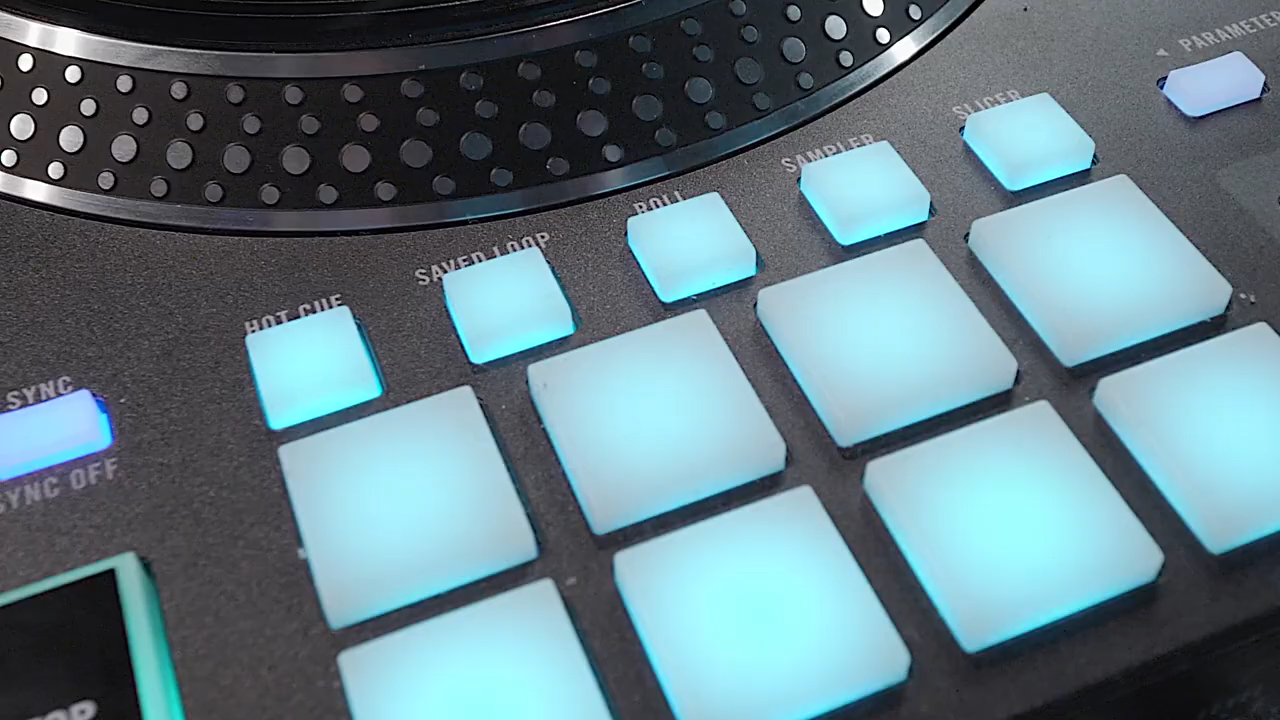 PARAMETER
SLICER
SAMPLER
ROLL
SAVED LOOP
HOT CUE
SYNC
SYNC OFF